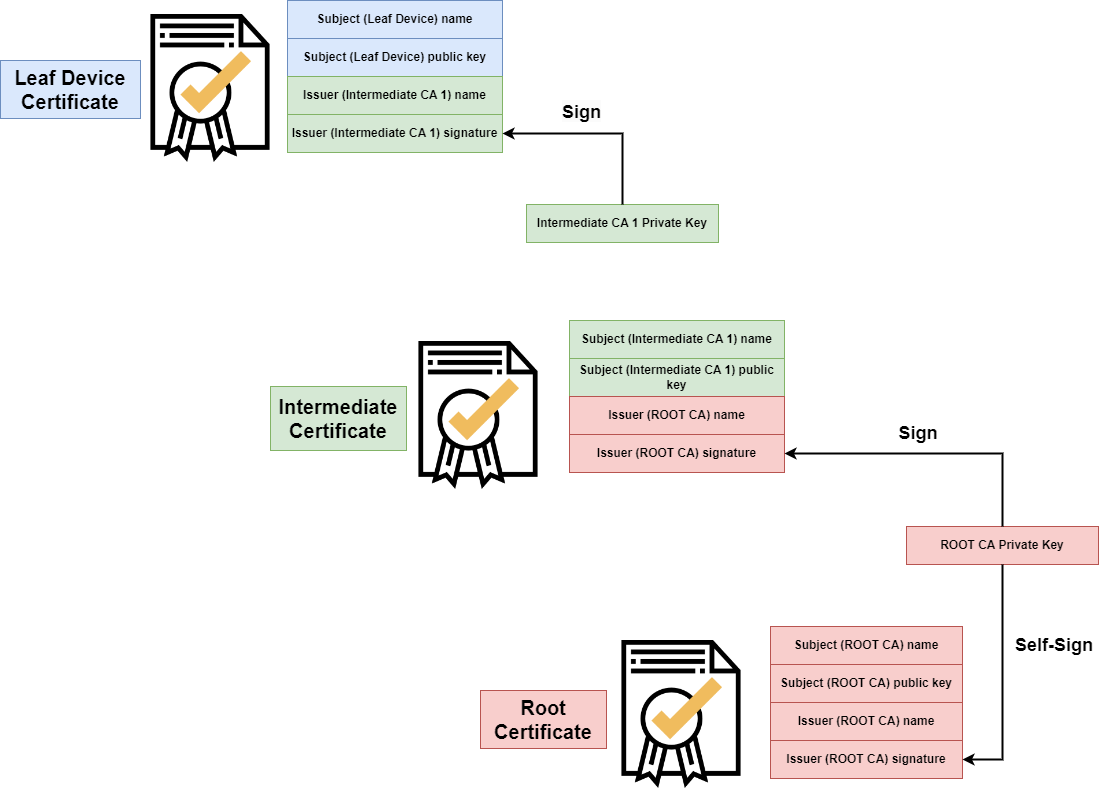 Subject (Leaf Device) name
Subject (Leaf Device) public key
Leaf Device
Certificate
Issuer (Intermediate CA 1) name
Issuer (Intermediate CA 1) signature
Sign
Intermediate CA 1 Private Key
Subject (Intermediate CA 1) name
Subject (Intermediate CA 1) public
key
Intermediate
Certificate
Issuer (ROOT CA) name
Issuer (ROOT CA) signature
Sign
ROOT CA Private Key
Self-Sign
Subject (ROOT CA) name
Subject (ROOT CA) public key
Root
Certificate
Issuer (ROOT CA) name
Issuer (ROOT CA) signature